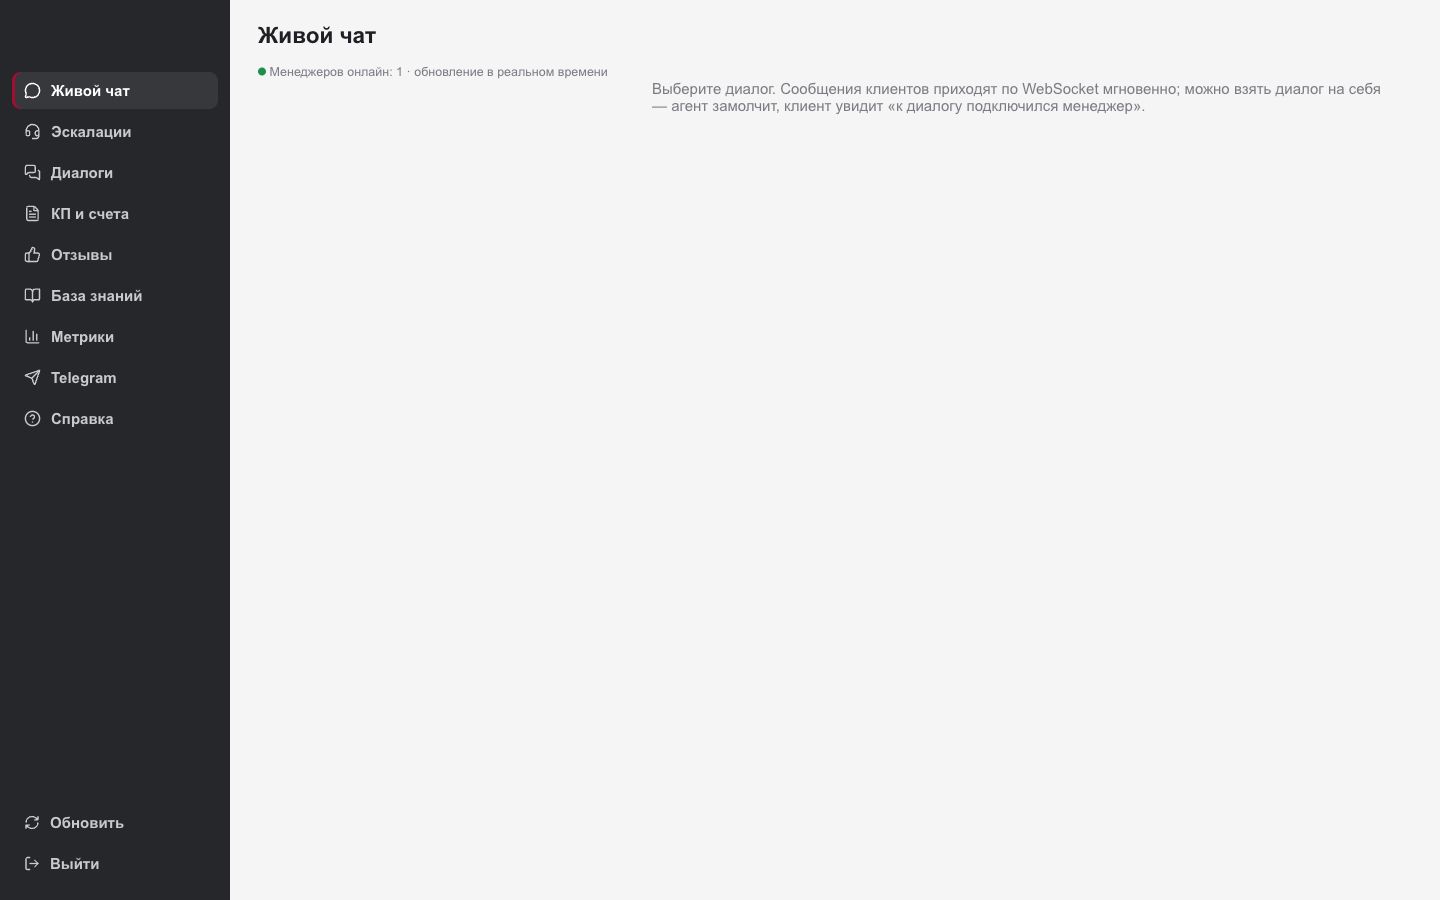 Живой чат
Эскалации
Диалоги
КП и счета
Отзывы
База знаний
Метрики
Telegram
Справка
Обновить
Выйти
Живой чат
Менеджеров онлайн: 1 · обновление в реальном времени
Выберите диалог. Сообщения клиентов приходят по WebSocket мгновенно; можно взять диалог на себя
— агент замолчит, клиент увидит «к диалогу подключился менеджер».